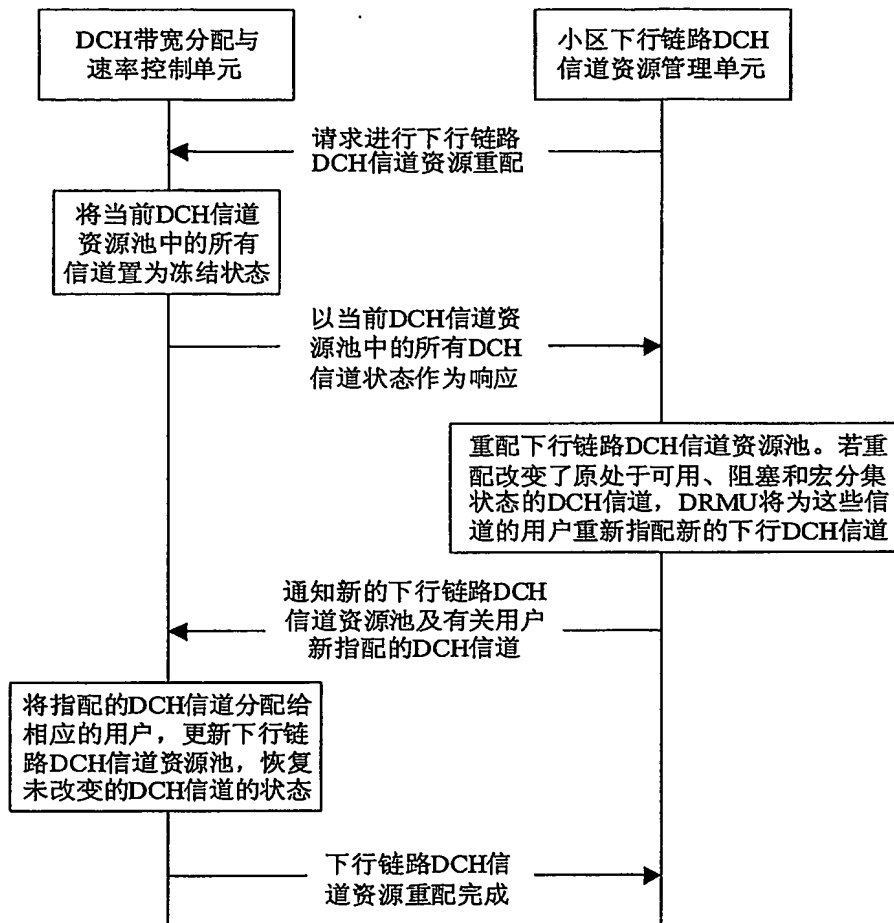 DCH带宽分配与
速率控制单元
小区下行链路DCH
信道资源管理单元
请求进行下行链路
DCH信道资源重配
将当前DCH信道
资源池中的所有
信道置为冻结状态
以当前DCH信道资
源池中的所有DCH
信道状态作为响应
重配下行链路DCH信道资源池。若重
配改变了原处于可用、阻塞和宏分集
状态的DCH信道，DRMU将为这些信
道的用户重新指配新的下行DCH信道
通知新的下行链路DCH
信道资源池及有关用户
新指配的DCH信道
将指配的DCH信道分配给
相应的用户，更新下行链
路DCH信道资源池，恢复
未改变的DCH信道的状态
下行链路DCH信
道资源重配完成